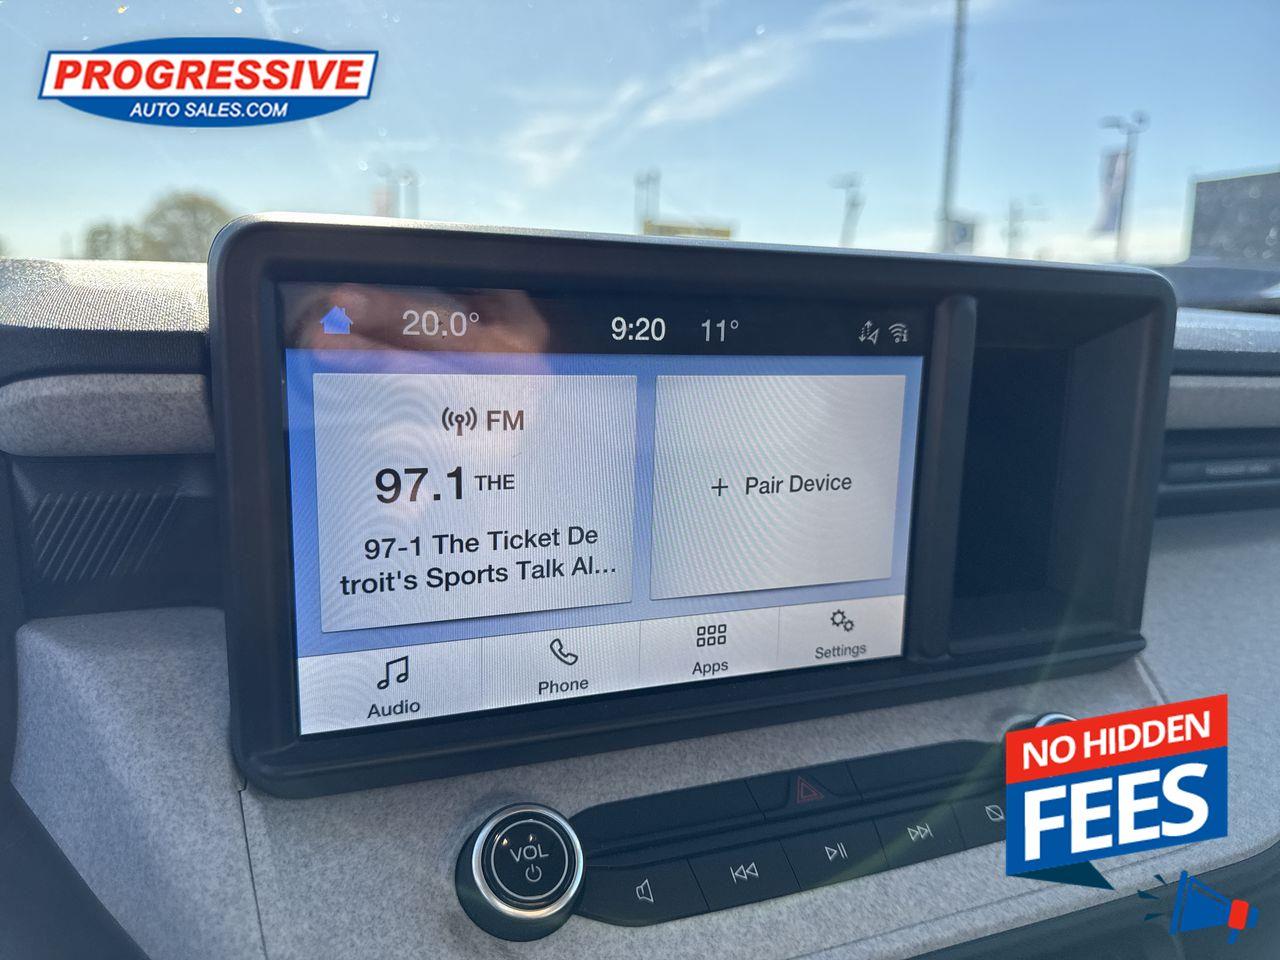 PROGRESSIVE
AUTO SALES.COM
20.0°
9:20
11°
FM
97.1 THE
97-1 The Ticket De
troit's Sports Talk Al...
+ Pair Device
Audio
Phone
Apps
Settings
VOL
NO HIDDEN
FEES